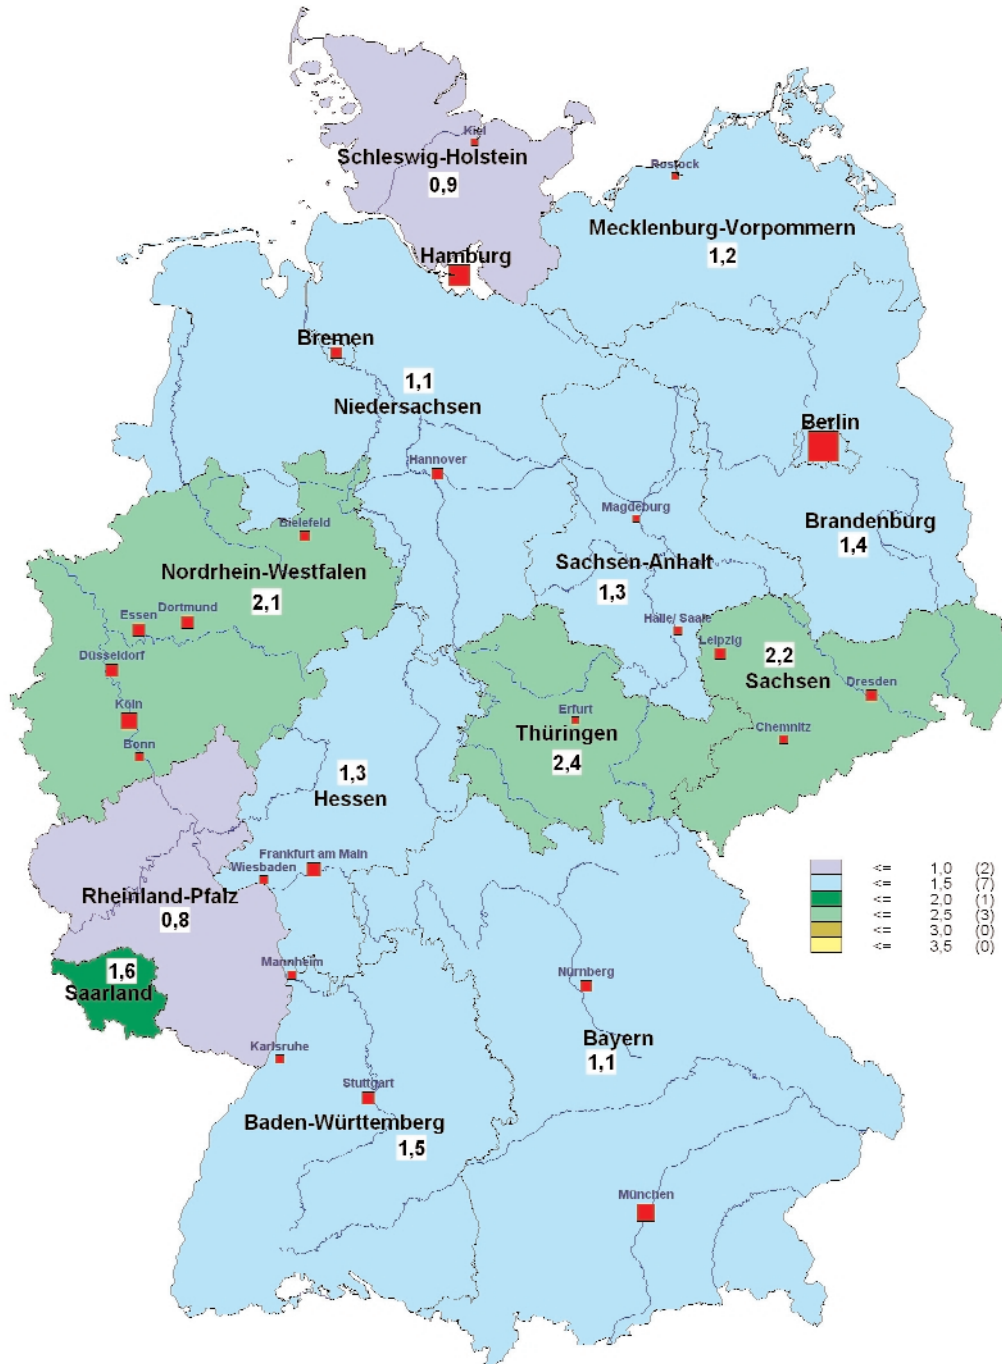 Kiel
Schleswig-Holstein
0,9
Rostock
Mecklenburg-Vorpommern
1,2
Hamburg
Bremen
1,1
Niedersachsen
Berlin
Hannover
Magdeburg
Brandenburg
1,4
Bielefeld
Sachsen-Anhalt
1,3
Nordrhein-Westfalen
2,1
Essen
Dortmund
Halle/ Saale
Leipzig
2,2
Sachsen
Düsseldorf
Dresden
Köln
Erfurt
Thüringen
2,4
Chemnitz
Bonn
1,3
Hessen
Frankfurt am Main
Wiesbaden
Rheinland-Pfalz
0,8
<= 1,0 (2)
<= 1,5 (7)
<= 2,0 (1)
<= 2,5 (3)
<= 3,0 (0)
<= 3,5 (0)
1,6
Saarland
Mannheim
Nürnberg
Karlsruhe
Bayern
1,1
Stuttgart
Baden-Württemberg
1,5
München